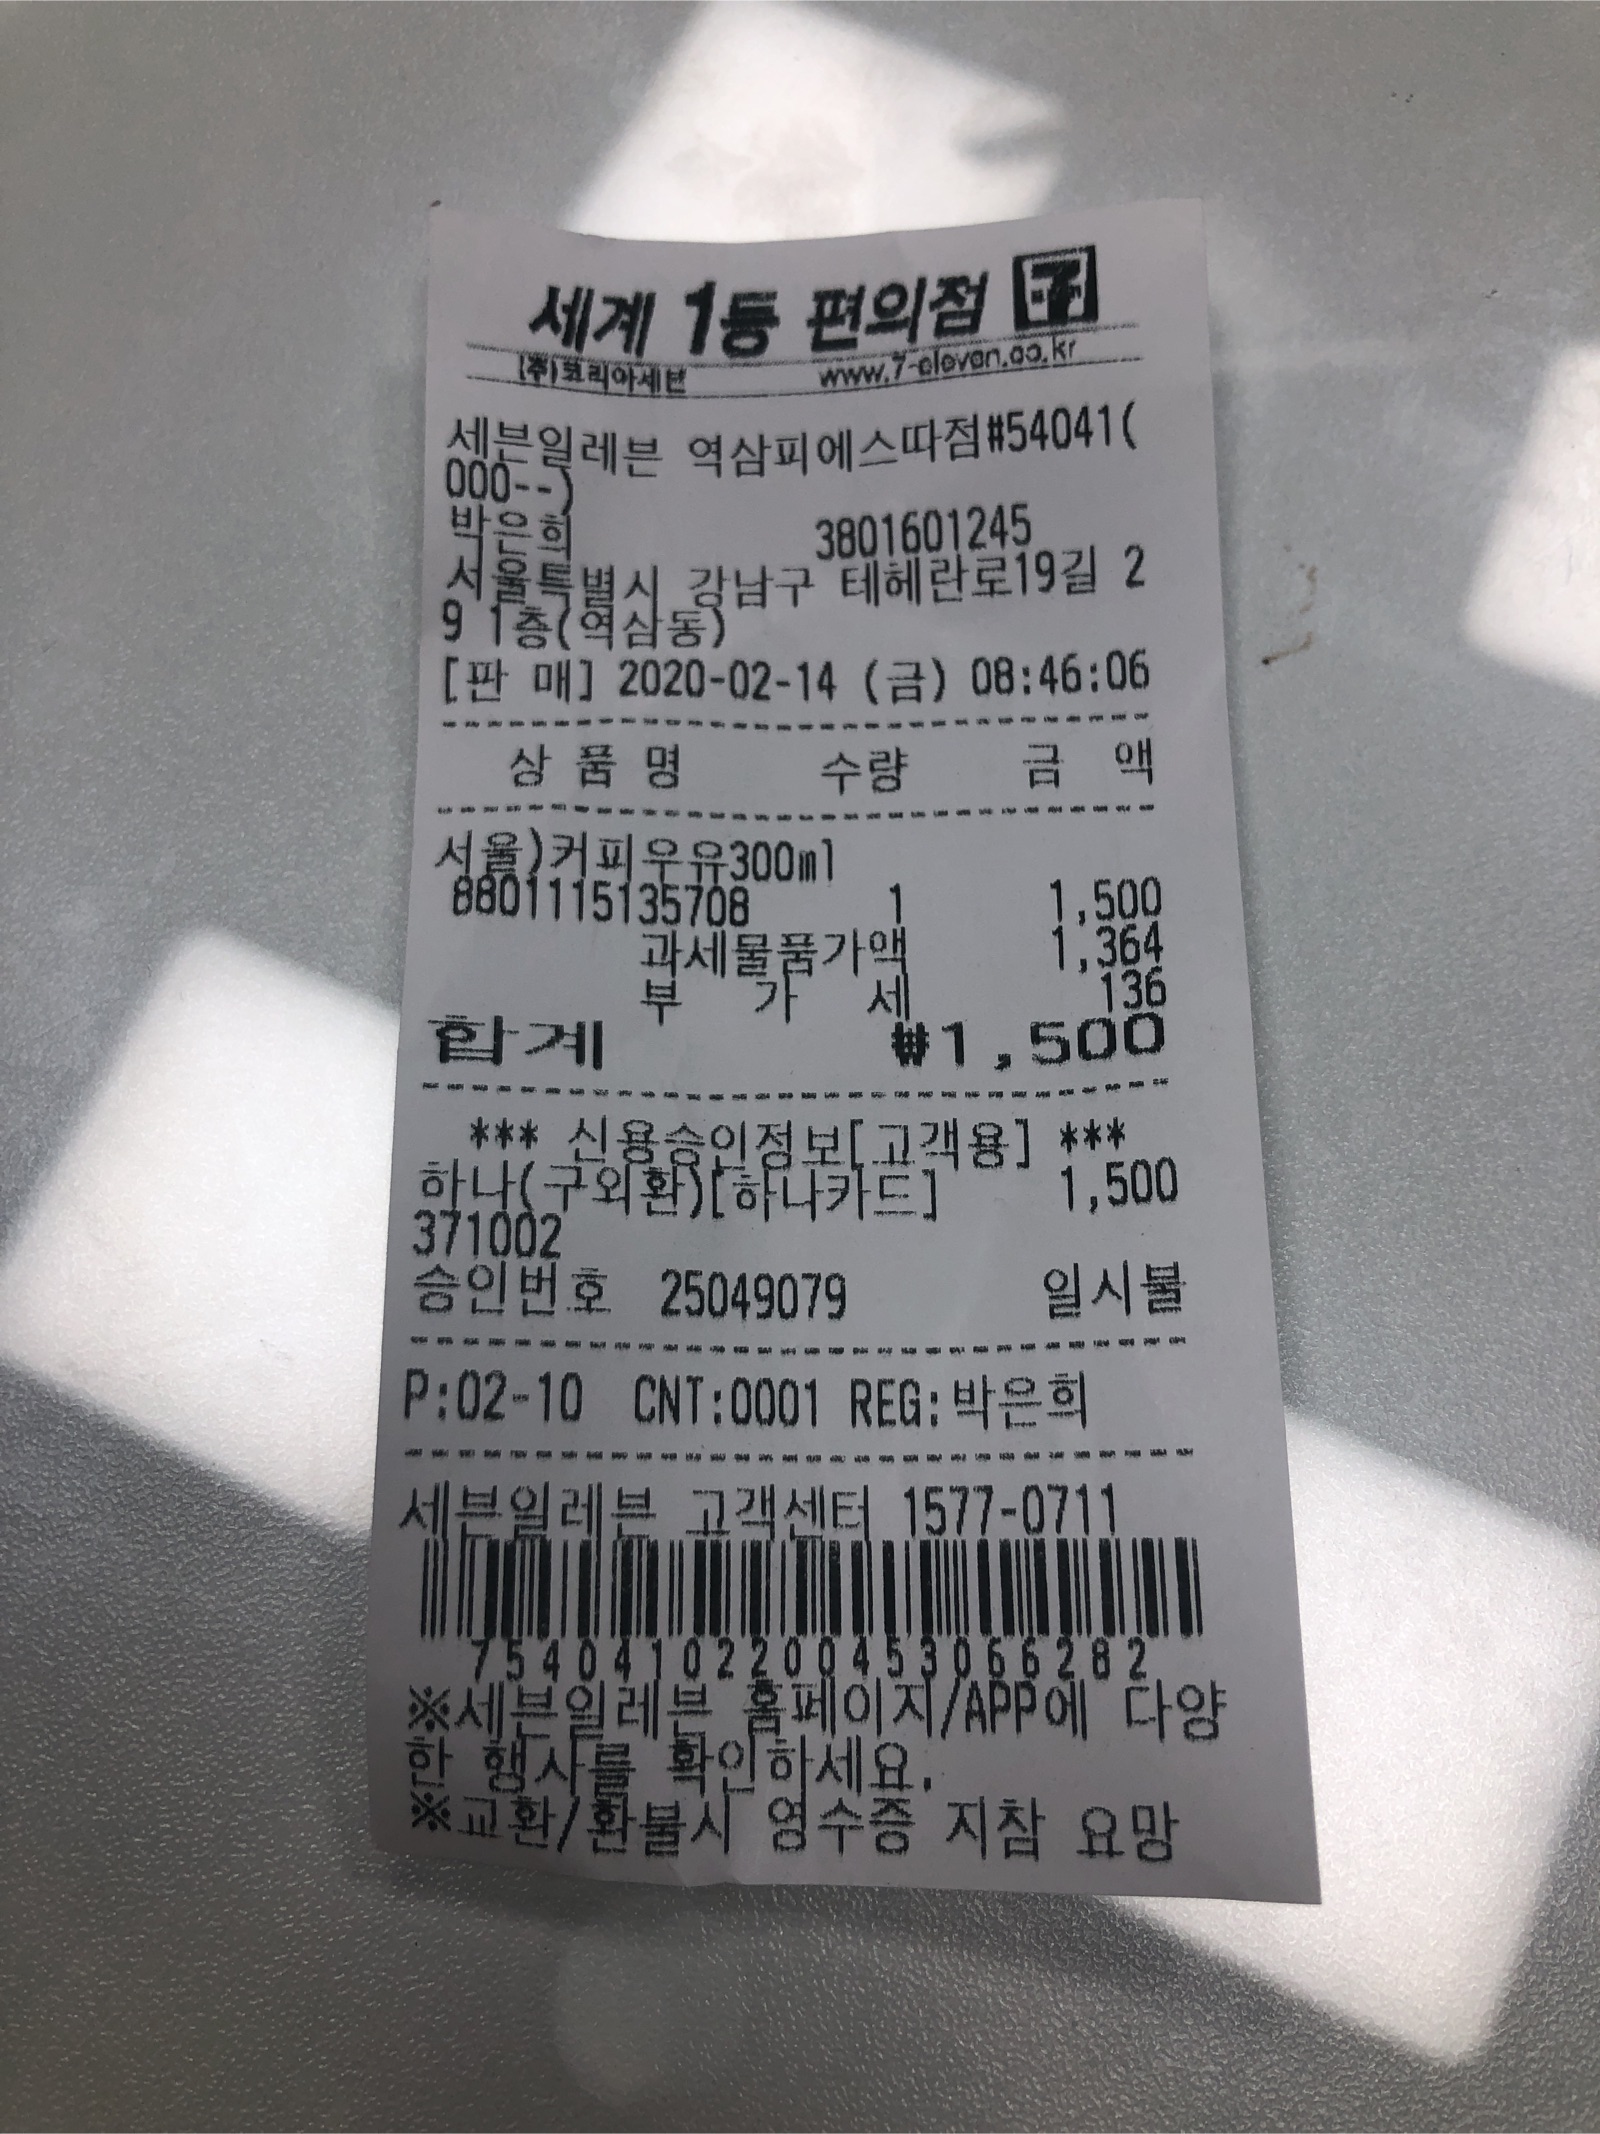 세계 1등 편의점 7
(주)코리아세븐 www.7-eleven.co.kr
세븐일레븐 역삼피에스따점#54041(
000--)
박은희 3801601245
서울특별시 강남구 테헤란로19길 2
9 1층(역삼동)
[판 매] 2020-02-14 (금) 08:46:06
상 품 명 수량 금 액
서울)커피우유300ml
8801115135708 1 1,500
과세물품가액 1,364
부 가 세 136
합계 ₩1,500
*** 신용승인정보[고객용] ***
하나(구외환)[하나카드] 1,500
371002
승인번호 25049079 일시불
P:02-10 CNT:0001 REG:박은희
세븐일레븐 고객센터 1577-0711
75404102200453066282
※세븐일레븐 홈페이지/APP에 다양
한 행사를 확인하세요.
※교환/환불시 영수증 지참 요망